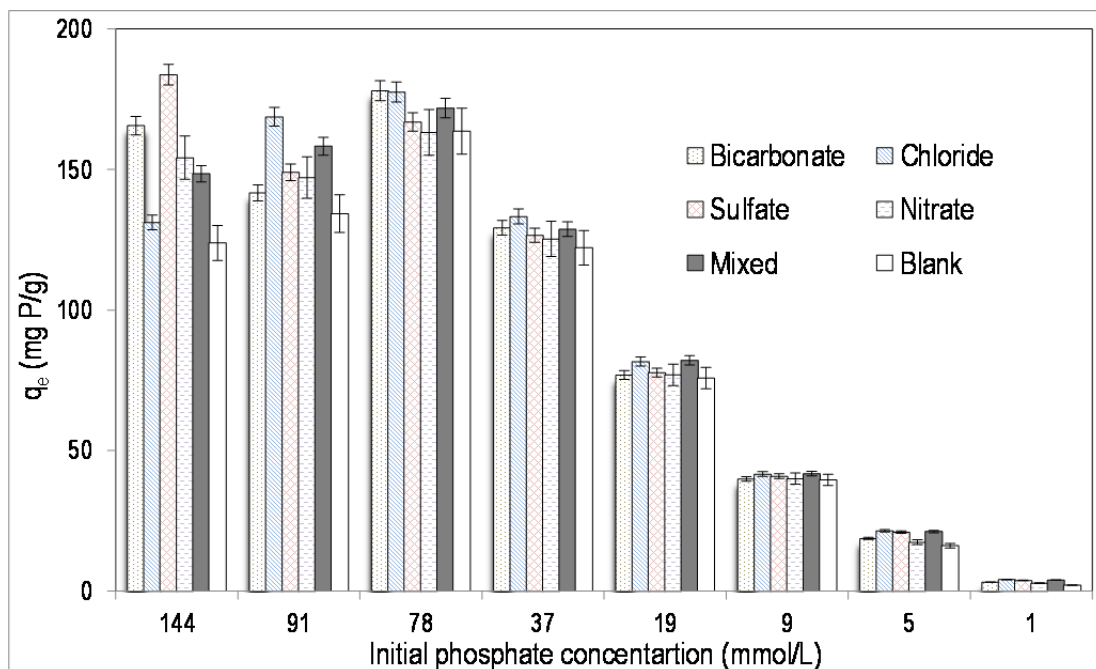 200
150
100
50
0
qₑ (mg P/g)
Bicarbonate Chloride
Sulfate Nitrate
Mixed Blank
144 91 78 37 19 9 5 1
Initial phosphate concentartion (mmol/L)